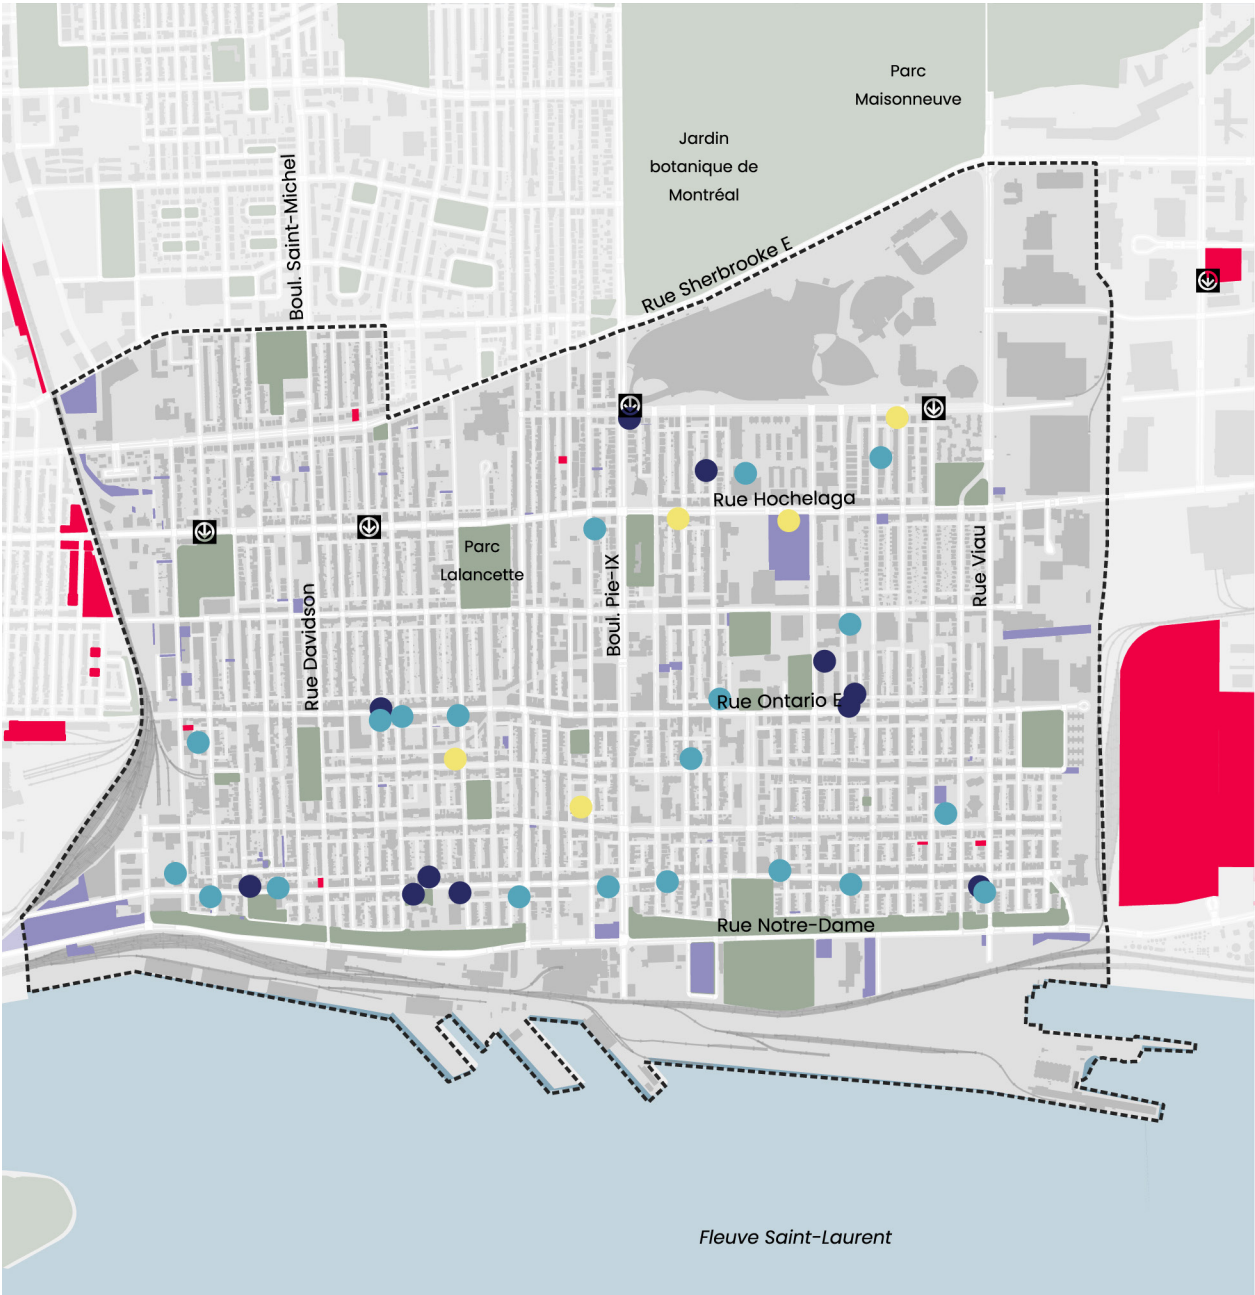 Parc
Maisonneuve
Jardin
botanique de
Montréal
Boul. Saint-Michel
Rue Sherbrooke E
Rue Hochelaga
Parc
Lalancette
Boul. Pie-IX
Rue Viau
Rue Davidson
Rue Ontario E
Rue Notre-Dame
Fleuve Saint-Laurent